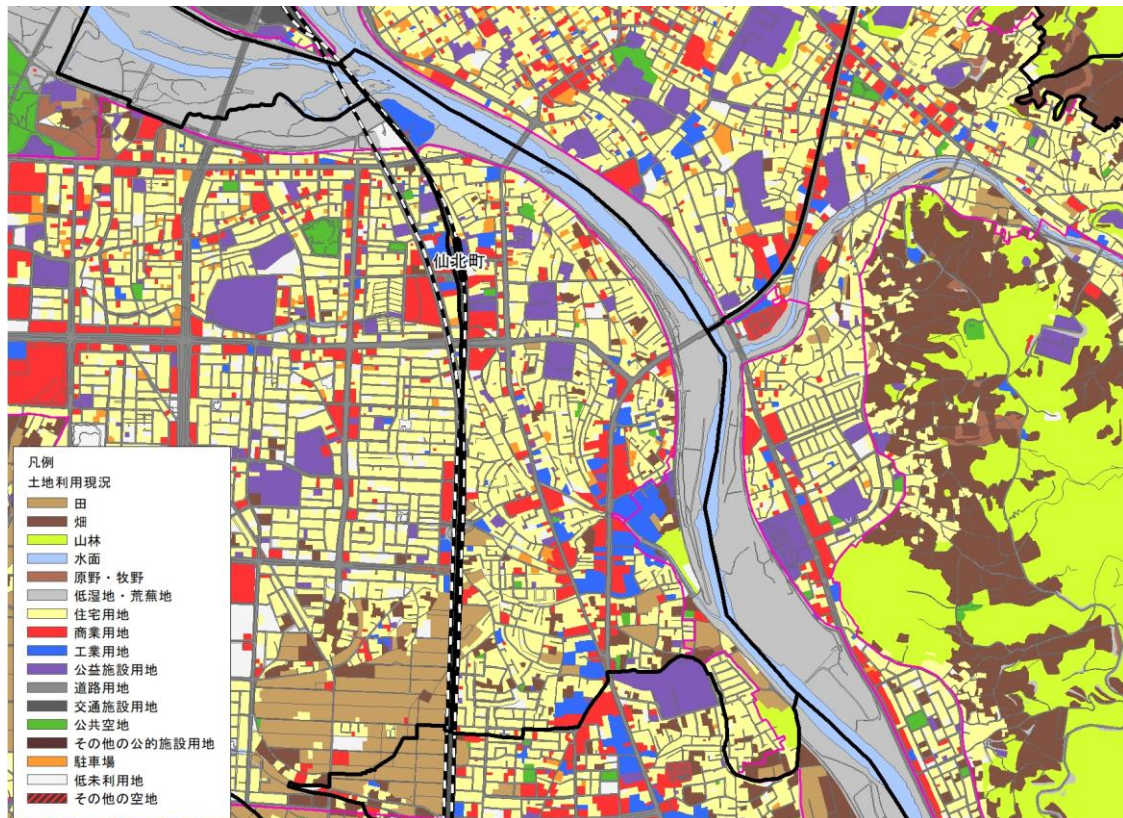 仙北町
凡例
土地利用現況
田
畑
山林
水面
原野・牧野
低湿地・荒蕪地
住宅用地
商業用地
工業用地
公益施設用地
道路用地
交通施設用地
公共空地
その他の公的施設用地
駐車場
低未利用地
その他の空地